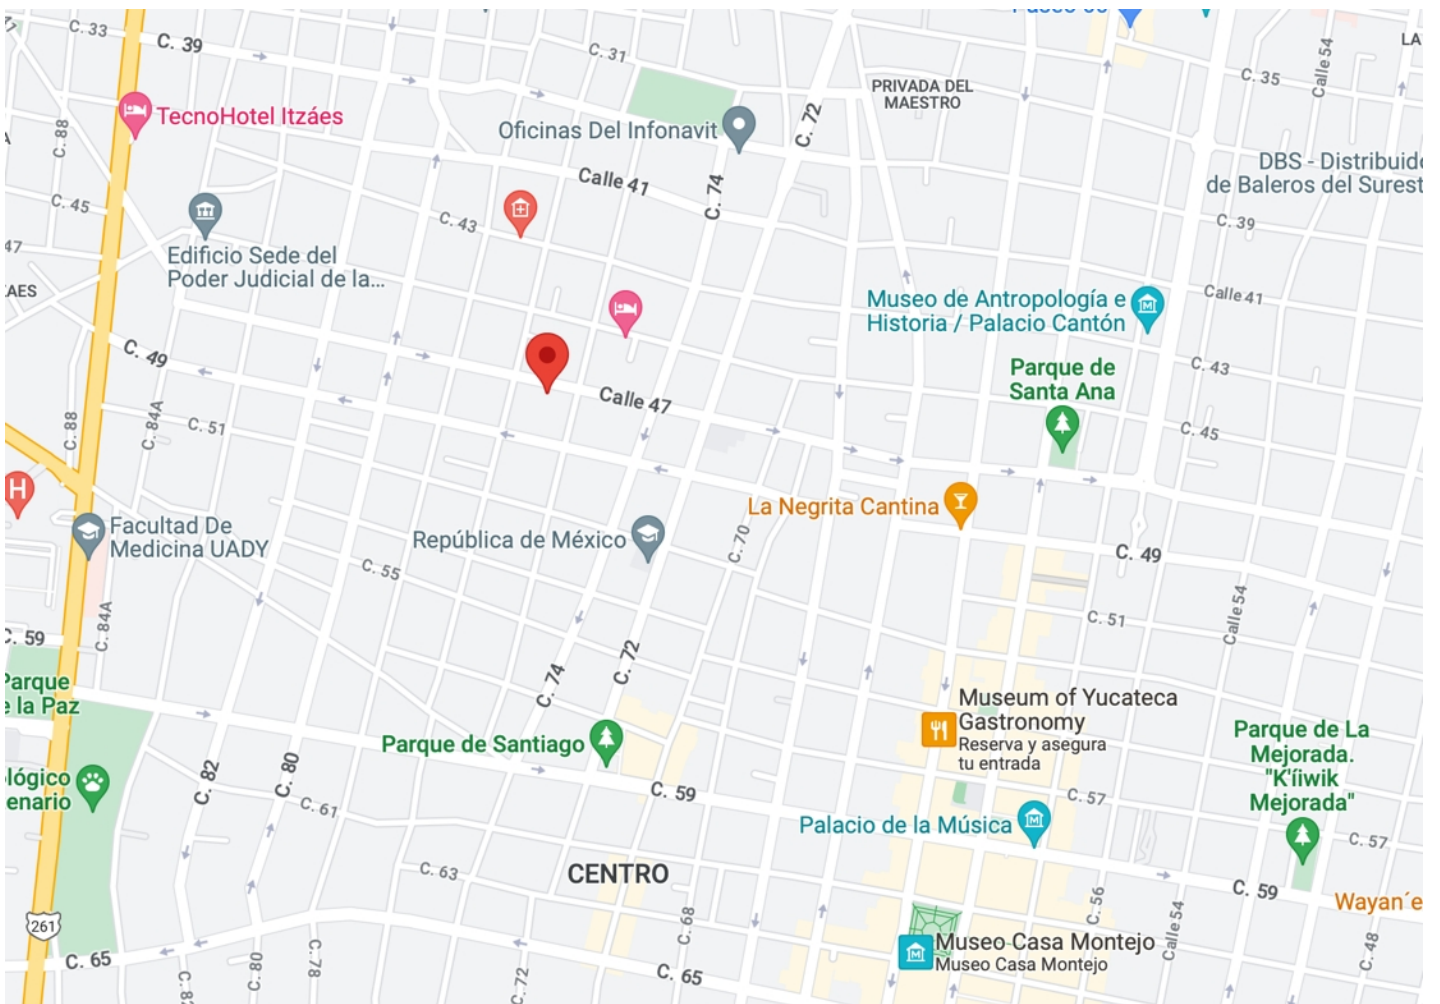 C. 33
C. 39
C. 31
Calle 54
LA
C. 35
PRIVADA DEL
MAESTRO
TecnoHotel Itzáes
Oficinas Del Infonavit
C. 72
C. 88
DBS - Distribuido
de Baleros del Surest
Calle 41
C. 74
C. 45
C. 43
C. 39
47
Edificio Sede del
Poder Judicial de la...
AES
Museo de Antropología e
Historia / Palacio Cantón
Calle 41
C. 49
Parque de
Santa Ana
C. 43
Calle 47
C. 88
C. 84A
C. 51
C. 45
H
La Negrita Cantina
Facultad De
Medicina UADY
República de México
C. 70
C. 49
C. 55
C. 84A
C. 51
Calle 54
C. 59
C. 72
C. 74
Parque
e la Paz
Museum of Yucateca
Gastronomy
Reserva y asegura
tu entrada
Parque de Santiago
Parque de La
Mejorada.
"K'íiwik
Mejorada"
lógico
enario
C. 82
C. 80
C. 61
C. 59
C. 57
Palacio de la Música
C. 57
C. 63
CENTRO
C. 59
Wayan´e
261
C. 68
C. 56
Calle 54
C. 48
Museo Casa Montejo
Museo Casa Montejo
C. 65
C. 80
C. 78
C. 72
C. 65